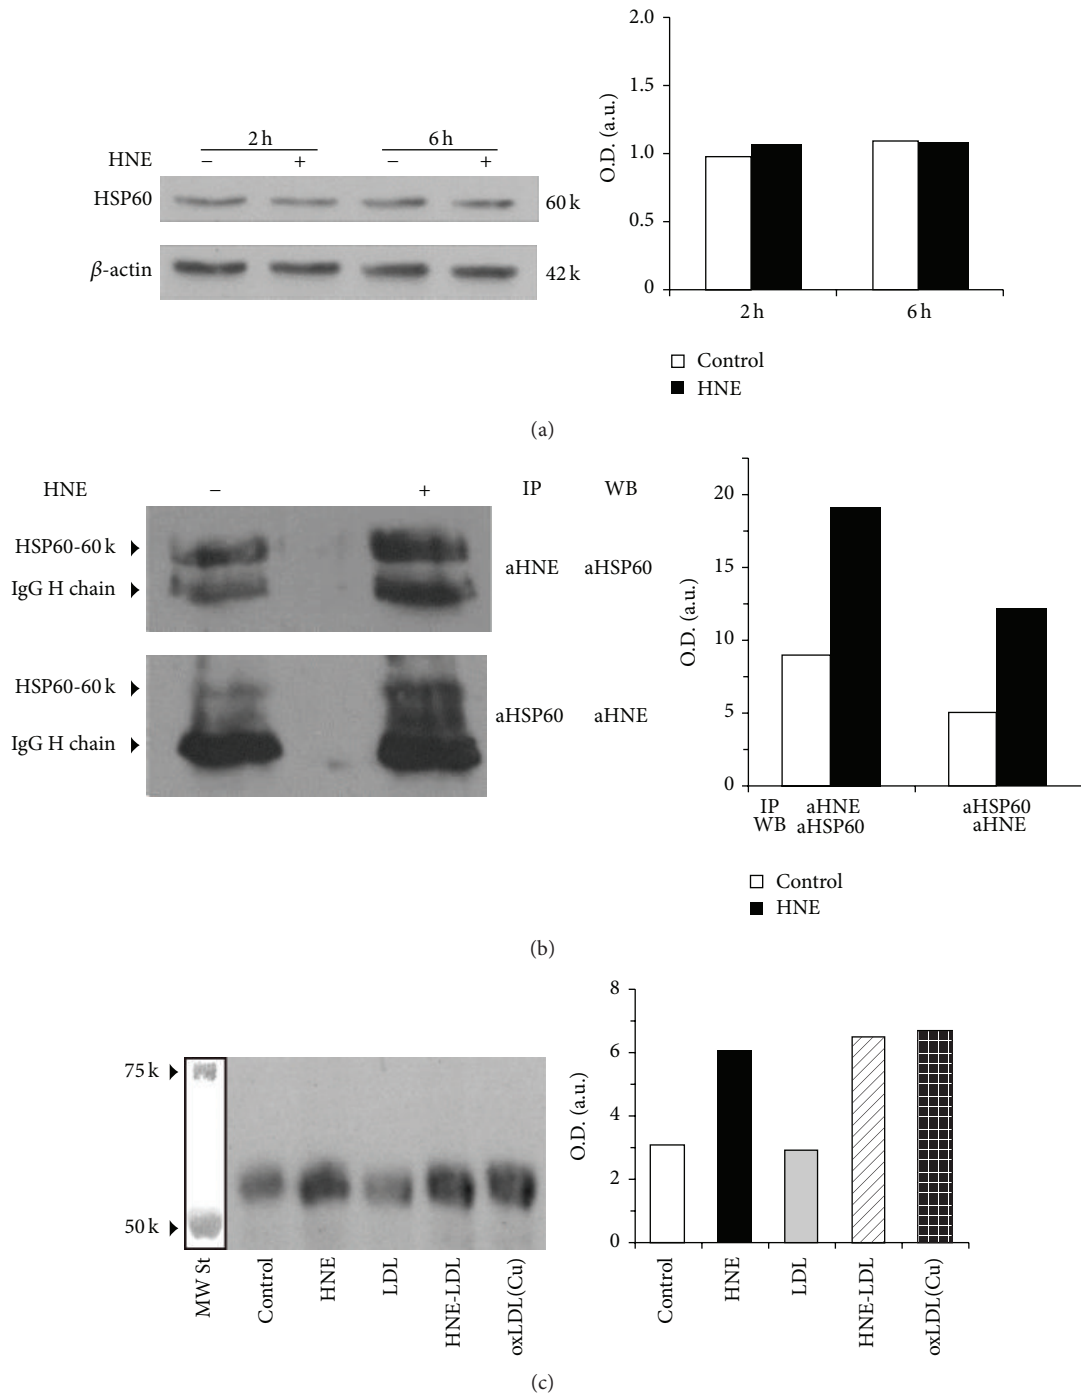 2 h 6 h
HNE − + − +
HSP60 60 k
β-actin 42 k
2.0
1.5
1.0
0.5
0
O.D. (a.u.)
2 h 6 h
Control
HNE
(a)
HNE − + IP WB
HSP60-60 k
IgG H chain
aHNE aHSP60
HSP60-60 k
IgG H chain
aHSP60 aHNE
20
15
10
5
0
O.D. (a.u.)
IP aHNE aHSP60
WB aHSP60 aHNE
Control
HNE
(b)
75 k
50 k
MW St
Control
HNE
LDL
HNE-LDL
oxLDL(Cu)
8
6
4
2
0
O.D. (a.u.)
Control
HNE
LDL
HNE-LDL
oxLDL(Cu)
(c)